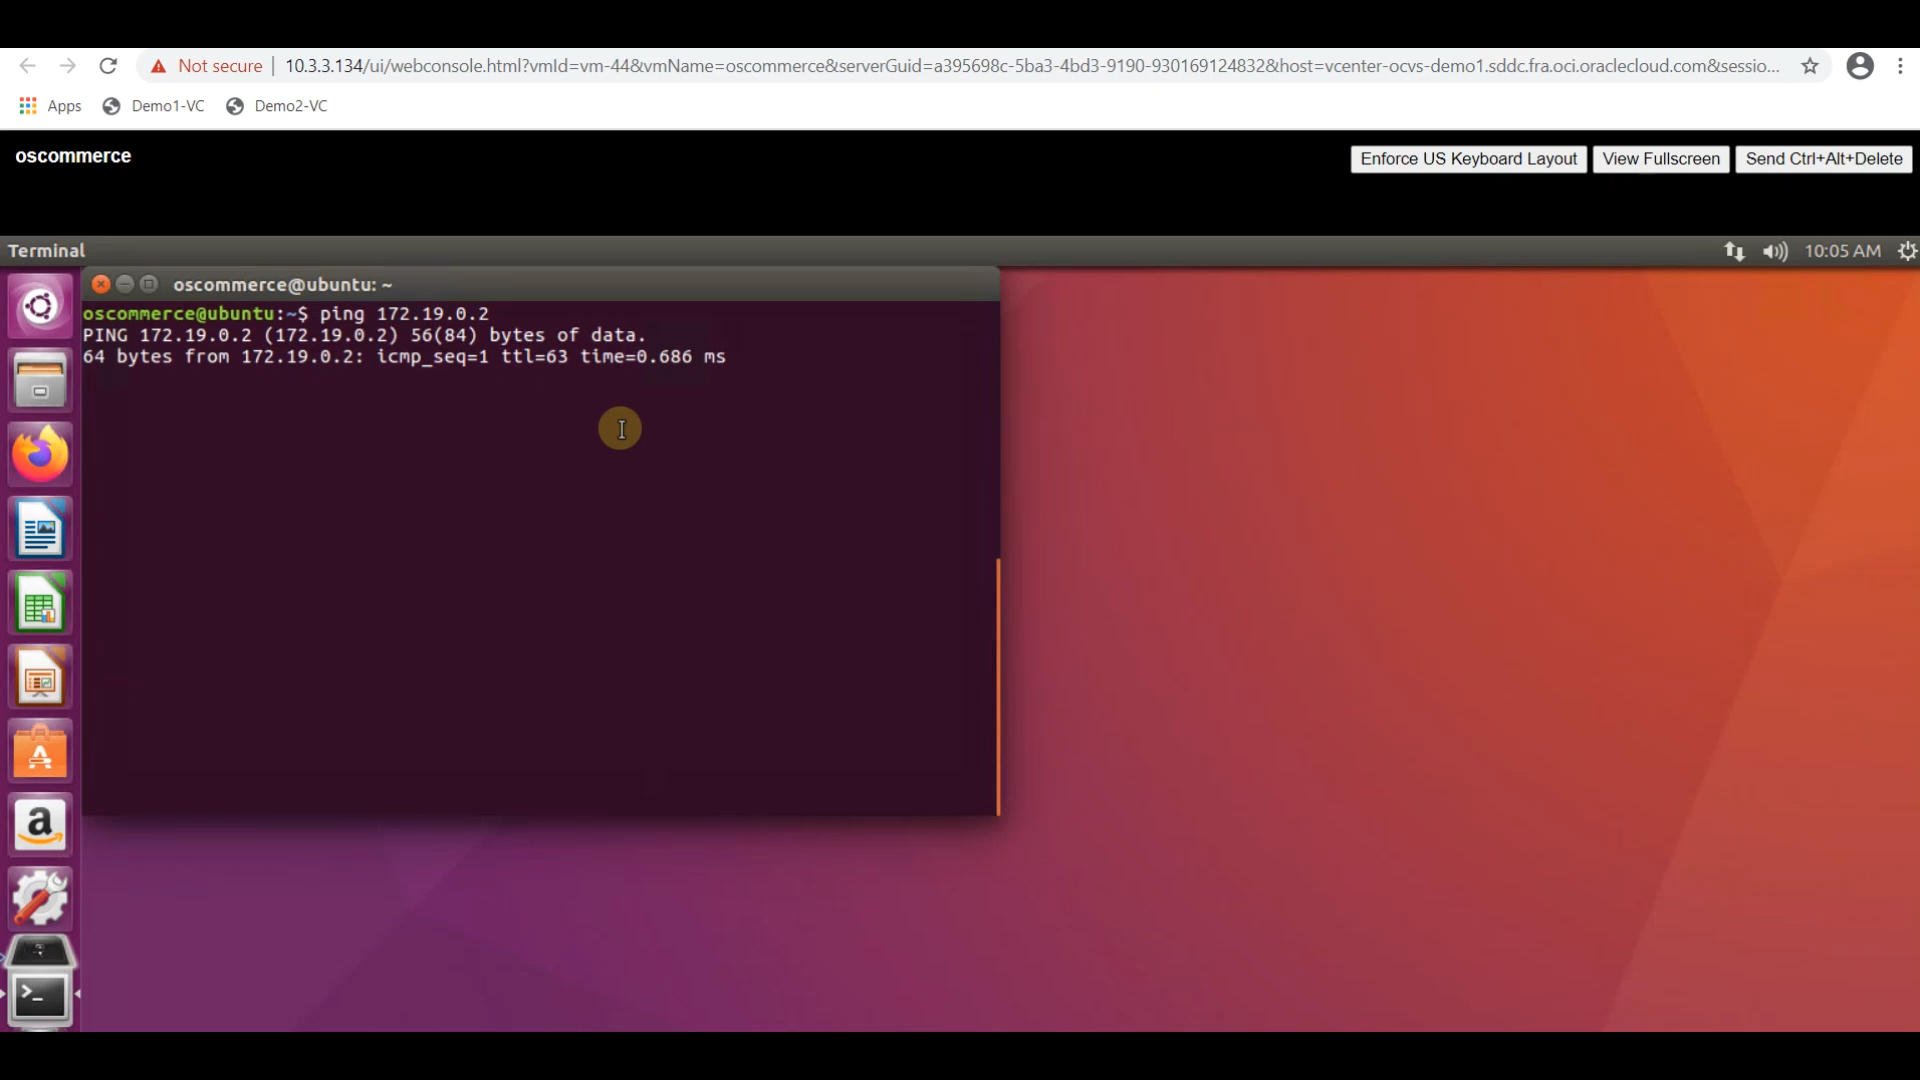 Not secure | 10.3.3.134/ui/webconsole.html?vmId=vm-44&vmName=oscommerce&serverGuid=a395698c-5ba3-4bd3-9190-930169124832&host=vcenter-ocvs-demo1.sddc.fra.oci.oraclecloud.com&sessio...
Apps Demo1-VC Demo2-VC
oscommerce Enforce US Keyboard Layout View Fullscreen Send Ctrl+Alt+Delete
Terminal 10:05 AM
oscommerce@ubuntu: ~
oscommerce@ubuntu:~$ ping 172.19.0.2
PING 172.19.0.2 (172.19.0.2) 56(84) bytes of data.
64 bytes from 172.19.0.2: icmp_seq=1 ttl=63 time=0.686 ms